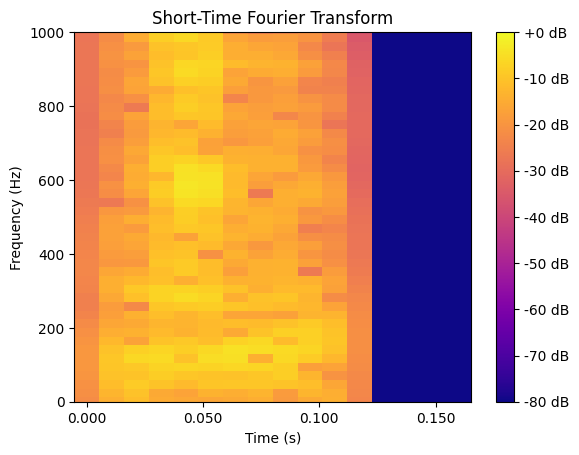 Short-Time Fourier Transform
Frequency (Hz)
1000
800
600
400
200
0
0.000
0.050
0.100
0.150
Time (s)
+0 dB
-10 dB
-20 dB
-30 dB
-40 dB
-50 dB
-60 dB
-70 dB
-80 dB